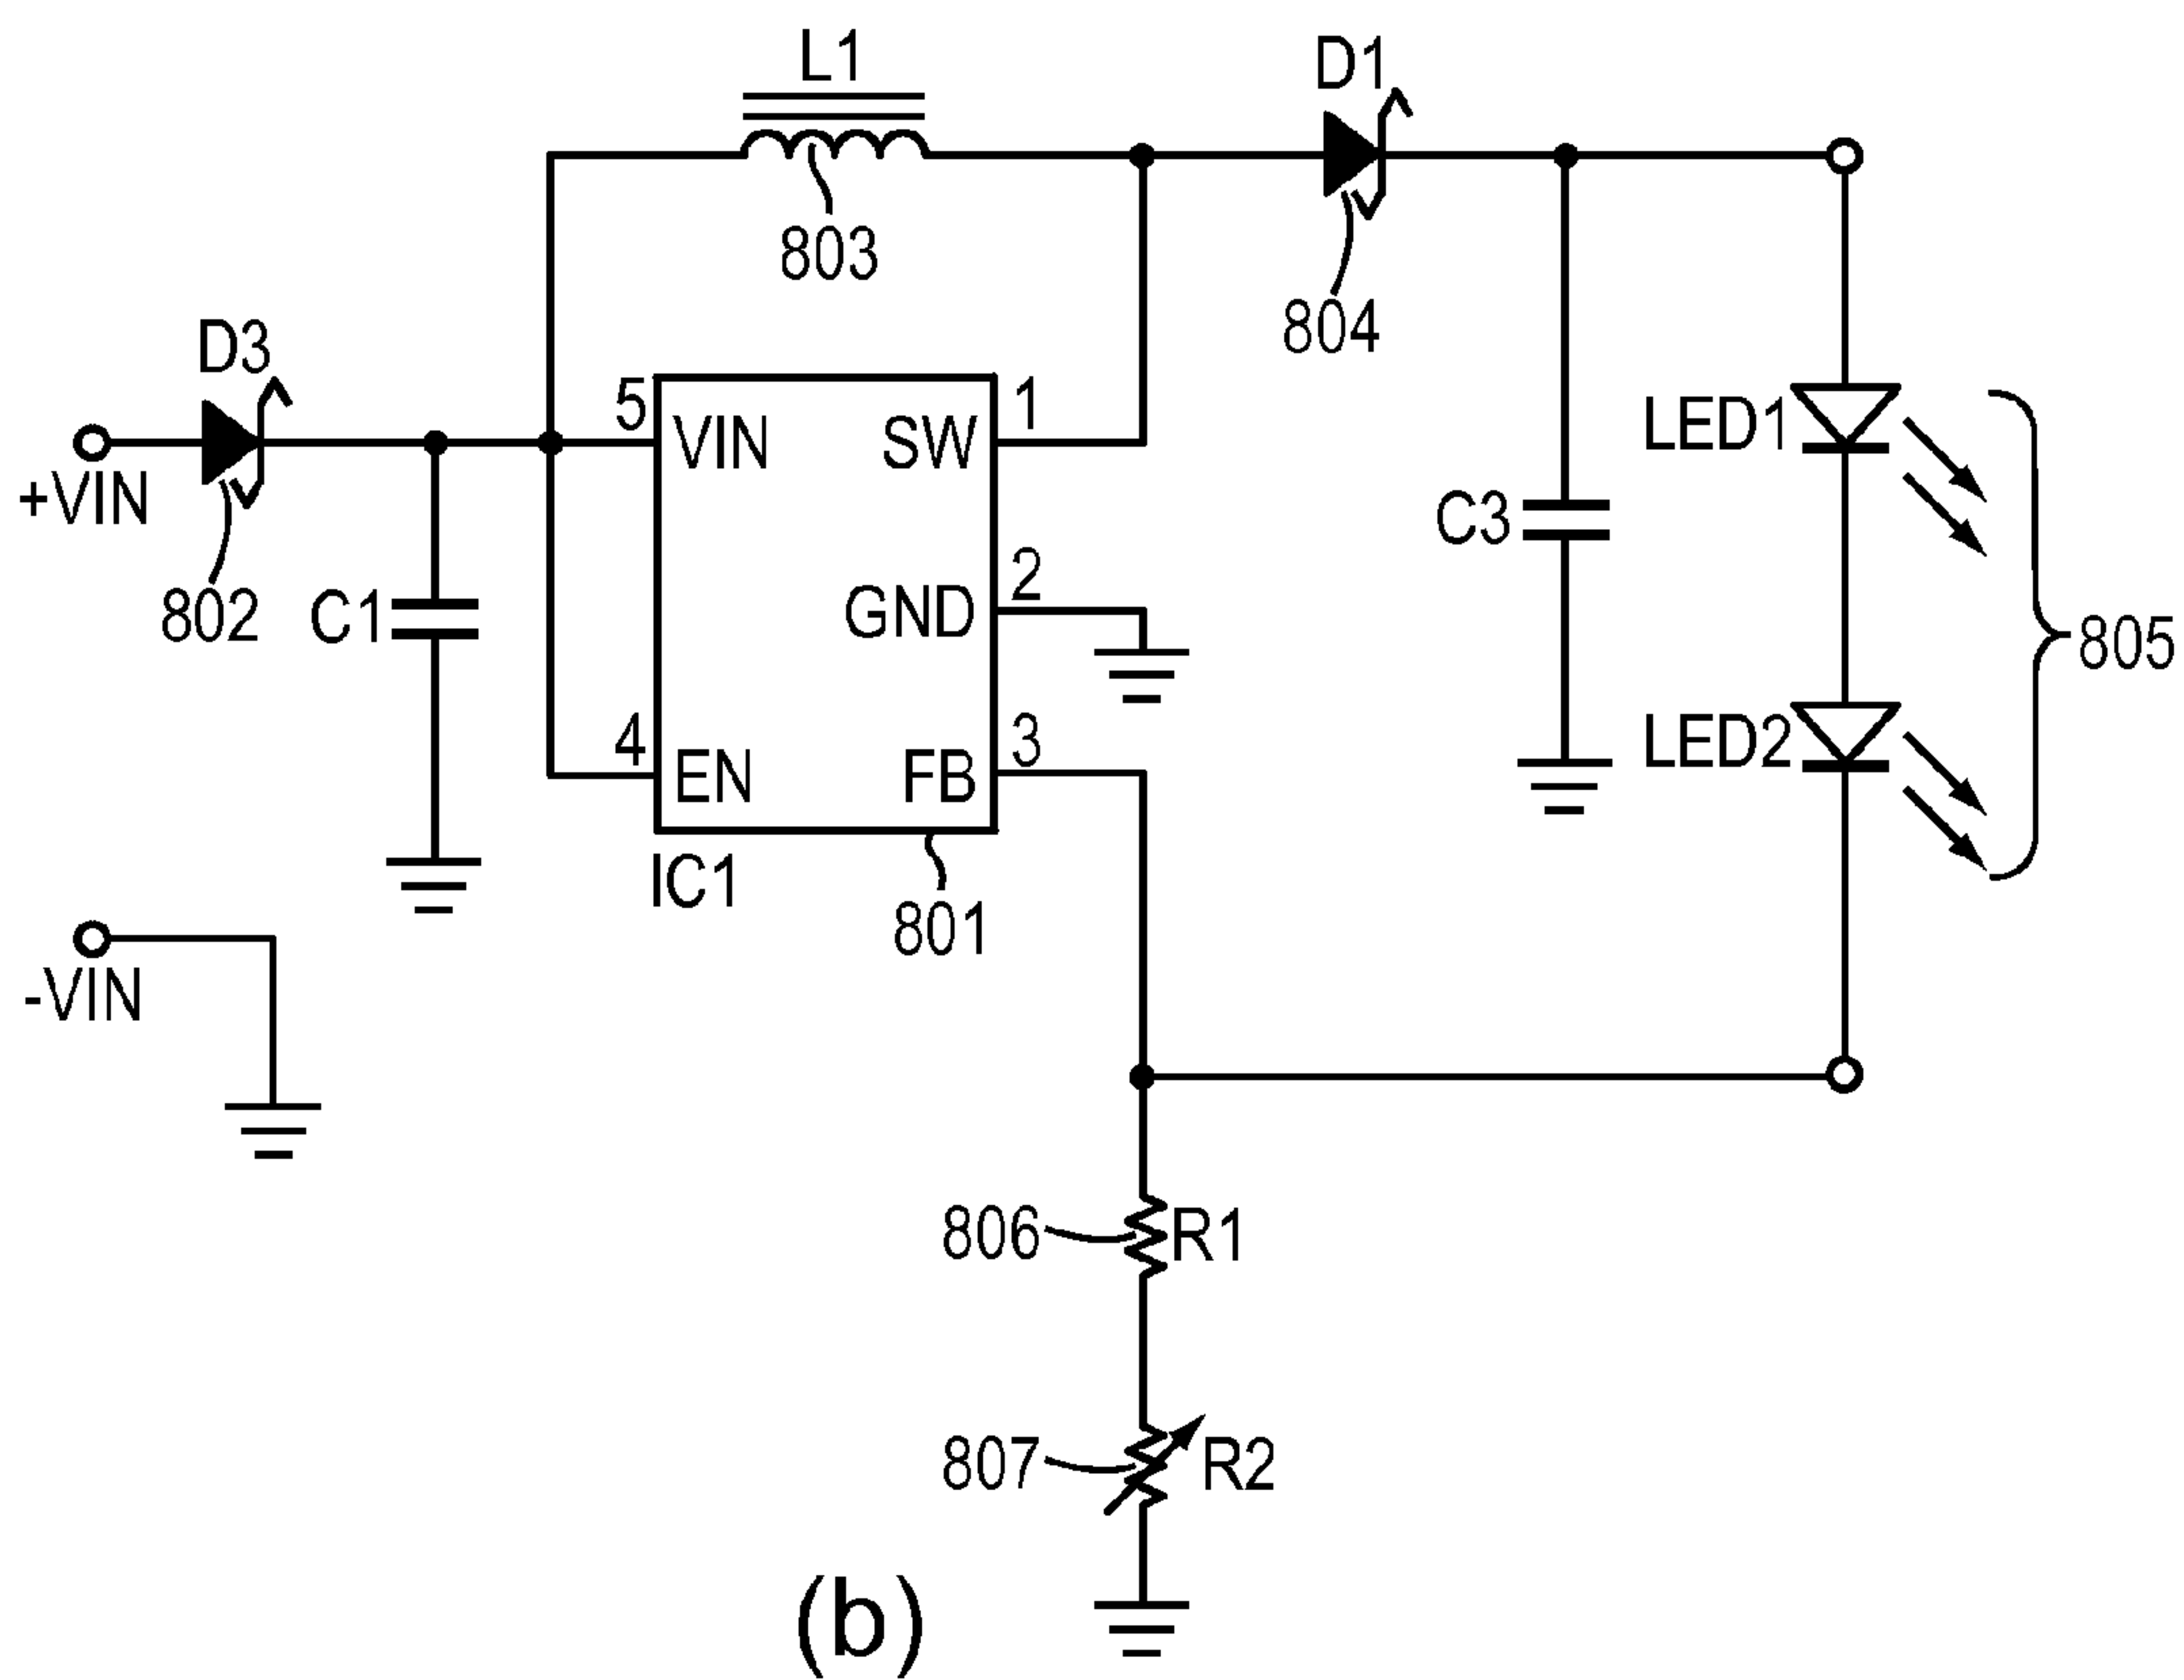 L1
D1
803
804
D3
+VIN
802
C1
5
VIN
SW
1
GND
2
4
EN
FB
3
IC1
801
C3
LED1
LED2
805
-VIN
806
R1
807
R2
(b)